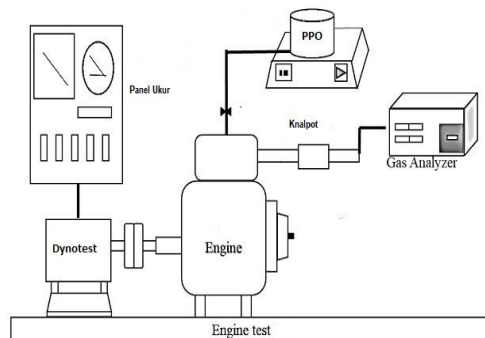 PPO
Panel Ukur
Knalpot
Gas Analyzer
Dynotest
Engine
Engine test